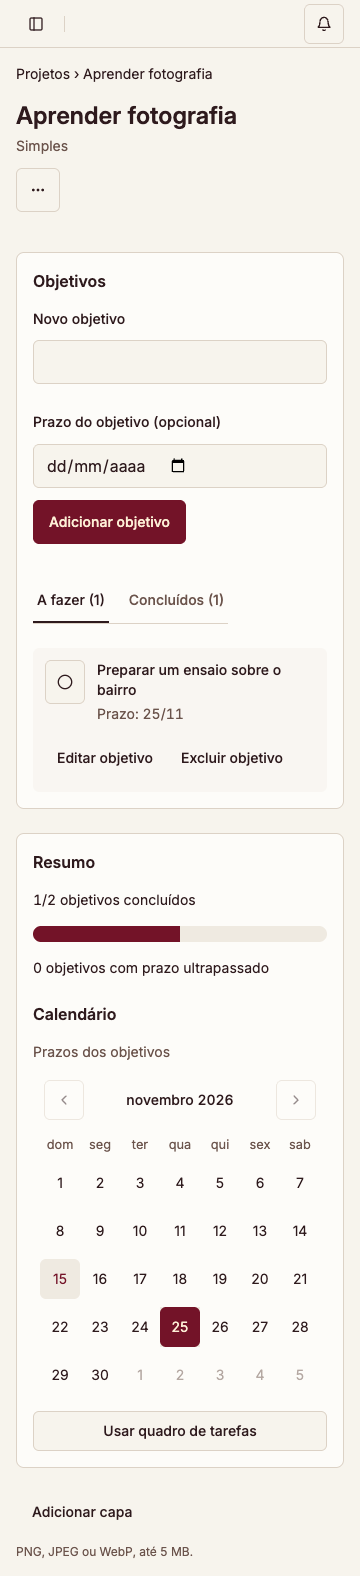 Projetos › Aprender fotografia
Aprender fotografia
Simples
Objetivos
Novo objetivo
Prazo do objetivo (opcional)
dd/mm/aaaa
Adicionar objetivo
A fazer (1) Concluídos (1)
Preparar um ensaio sobre o
bairro
Prazo: 25/11
Editar objetivo Excluir objetivo
Resumo
1/2 objetivos concluídos
0 objetivos com prazo ultrapassado
Calendário
Prazos dos objetivos
novembro 2026
dom seg ter qua qui sex sab
1 2 3 4 5 6 7
8 9 10 11 12 13 14
15 16 17 18 19 20 21
22 23 24 25 26 27 28
29 30 1 2 3 4 5
Usar quadro de tarefas
Adicionar capa
PNG, JPEG ou WebP, até 5 MB.